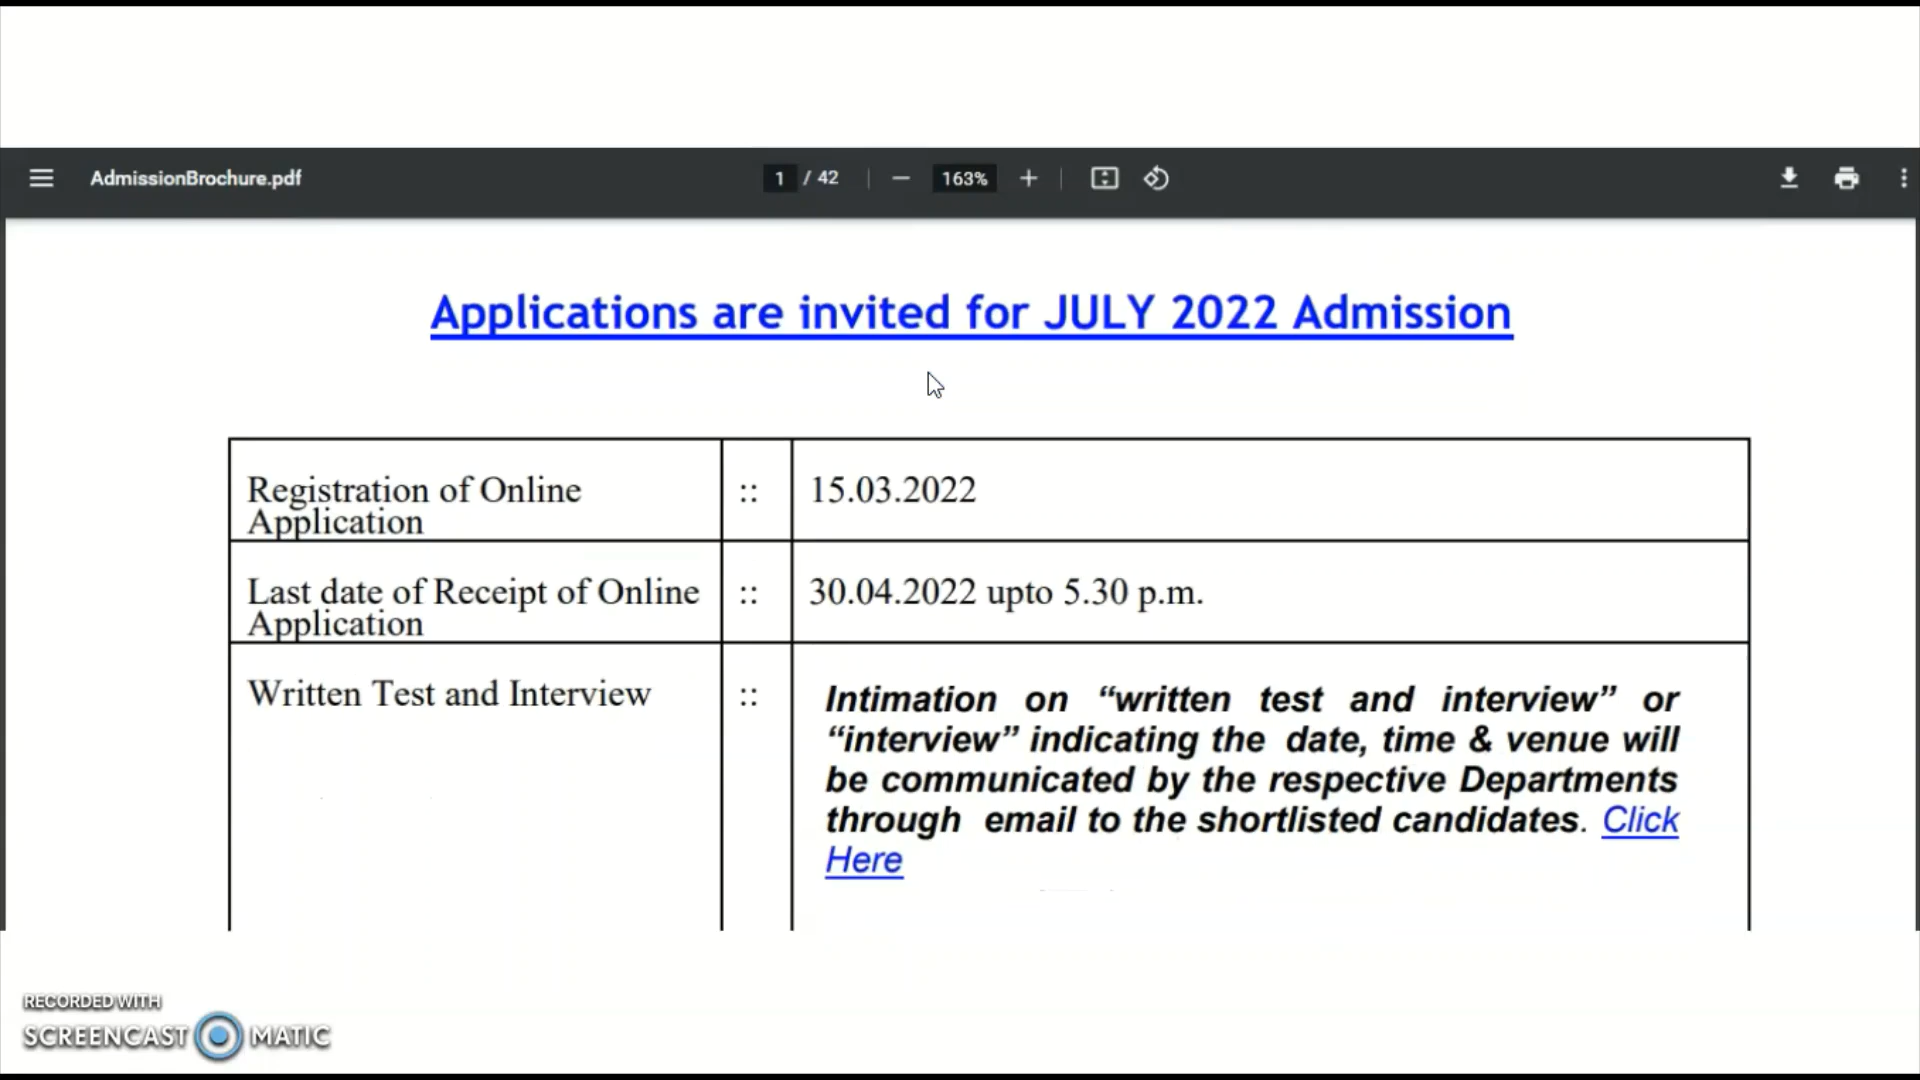 AdmissionBrochure.pdf
1 / 42
163%
Applications are invited for JULY 2022 Admission
Registration of Online
Application
::
15.03.2022
Last date of Receipt of Online
Application
::
30.04.2022 upto 5.30 p.m.
Written Test and Interview
::
Intimation on “written test and interview” or
“interview” indicating the date, time & venue will
be communicated by the respective Departments
through email to the shortlisted candidates. Click
Here
RECORDED WITH
SCREENCAST MATIC